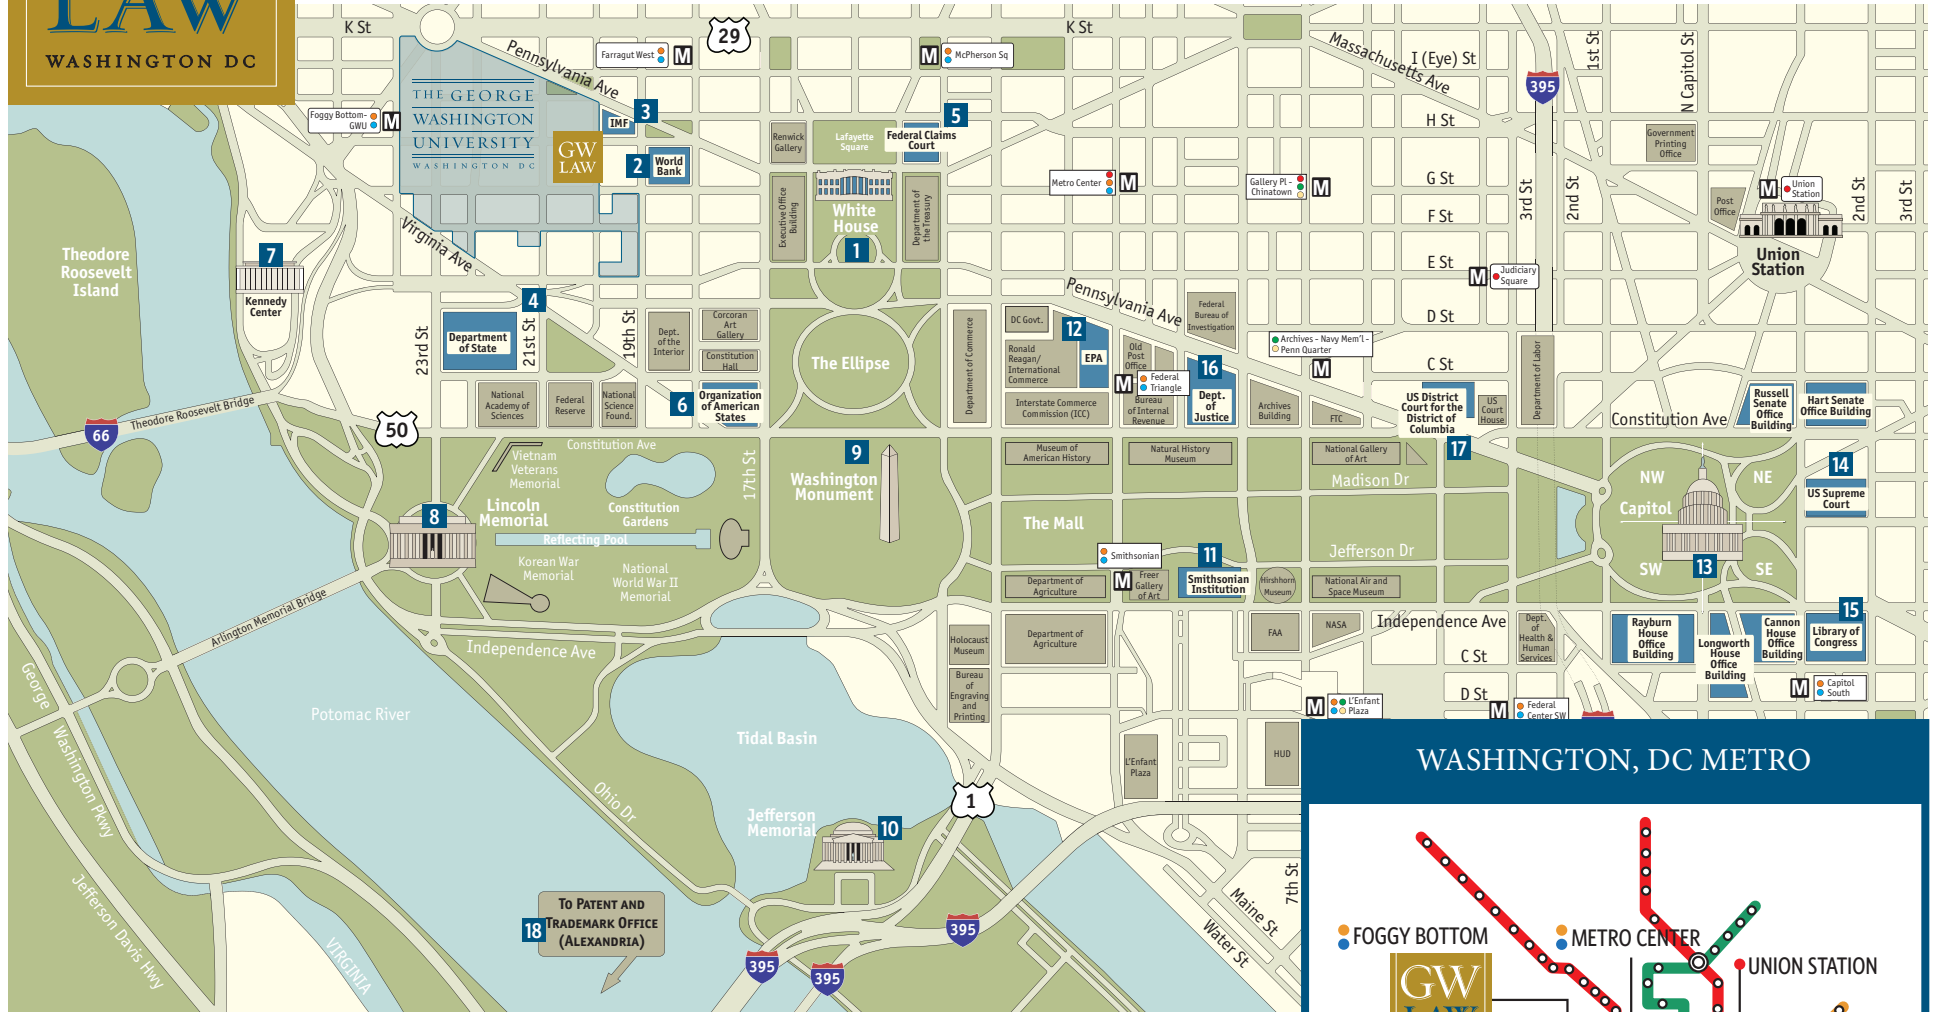 LAW
WASHINGTON DC
K St
29
K St
Pennsylvania Ave
Farragut West
M
M
McPherson Sq
Massachusetts Ave
I (Eye) St
1st St
N Capitol St
395
THE GEORGE
WASHINGTON
UNIVERSITY
WASHINGTON DC
GW
LAW
Foggy Bottom-
GWU
M
3
IMF
2
World
Bank
5
Federal Claims
Court
Renwick
Gallery
Lafayette
Square
H St
Government
Printing
Office
Metro Center
M
Gallery Pl -
Chinatown
M
G St
F St
3rd St
2nd St
Post
Office
M
Union
Station
2nd St
3rd St
Union
Station
Executive Office
Building
White
House
1
Department of
the Treasury
Virginia Ave
Theodore
Roosevelt
Island
7
Kennedy
Center
E St
M
Judiciary
Square
4
23rd St
Department
of State
21st St
19th St
Dept.
of the
Interior
Corcoran
Art
Gallery
Constitution
Hall
The Ellipse
Department of Commerce
Pennsylvania Ave
DC Govt.
12
EPA
Ronald
Reagan/
International
Commerce
Interstate Commerce
Commission (ICC)
Old
Post
Office
M
Federal
Triangle
Bureau
of Internal
Revenue
Federal
Bureau of
Investigation
16
Dept.
of
Justice
Archives
Building
Archives - Navy Mem'l -
Penn Quarter
M
FTC
D St
C St
US District
Court for the
District of
Columbia
17
US
Court
House
Department of Labor
Constitution Ave
Russell
Senate
Office
Building
Hart Senate
Office Building
National
Academy of
Sciences
Federal
Reserve
National
Science
Found.
6
Organization
of American
States
66
Theodore Roosevelt Bridge
50
Constitution Ave
Vietnam
Veterans
Memorial
8
Lincoln
Memorial
Constitution
Gardens
Reflecting Pool
Korean War
Memorial
National
World War II
Memorial
17th St
9
Washington
Monument
Museum of
American History
Natural History
Museum
National Gallery
of Art
Madison Dr
The Mall
Jefferson Dr
Smithsonian
M
11
Department of
Agriculture
Freer
Gallery
of Art
Smithsonian
Institution
Hirshhorn
Museum
National Air and
Space Museum
NW
NE
Capitol
SW
SE
13
14
US Supreme
Court
15
Library of
Congress
Rayburn
House
Office
Building
Longworth
House
Office
Building
Cannon
House
Office
Building
M
Capitol
South
Arlington Memorial Bridge
Independence Ave
Holocaust
Museum
Department of
Agriculture
Bureau
of
Engraving
and
Printing
FAA
NASA
Independence Ave
Dept.
of
Health &
Human
Services
C St
D St
M
L'Enfant
Plaza
M
Federal
Center SW
George
Washington Pkwy
Potomac River
Tidal Basin
Ohio Dr
Jefferson
Memorial
10
1
L'Enfant
Plaza
HUD
Jefferson Davis Hwy
VIRGINIA
18
To Patent and
Trademark Office
(Alexandria)
395
395
395
Maine St
Water St
7th St
WASHINGTON, DC METRO
FOGGY BOTTOM
METRO CENTER
UNION STATION
GW
LAW